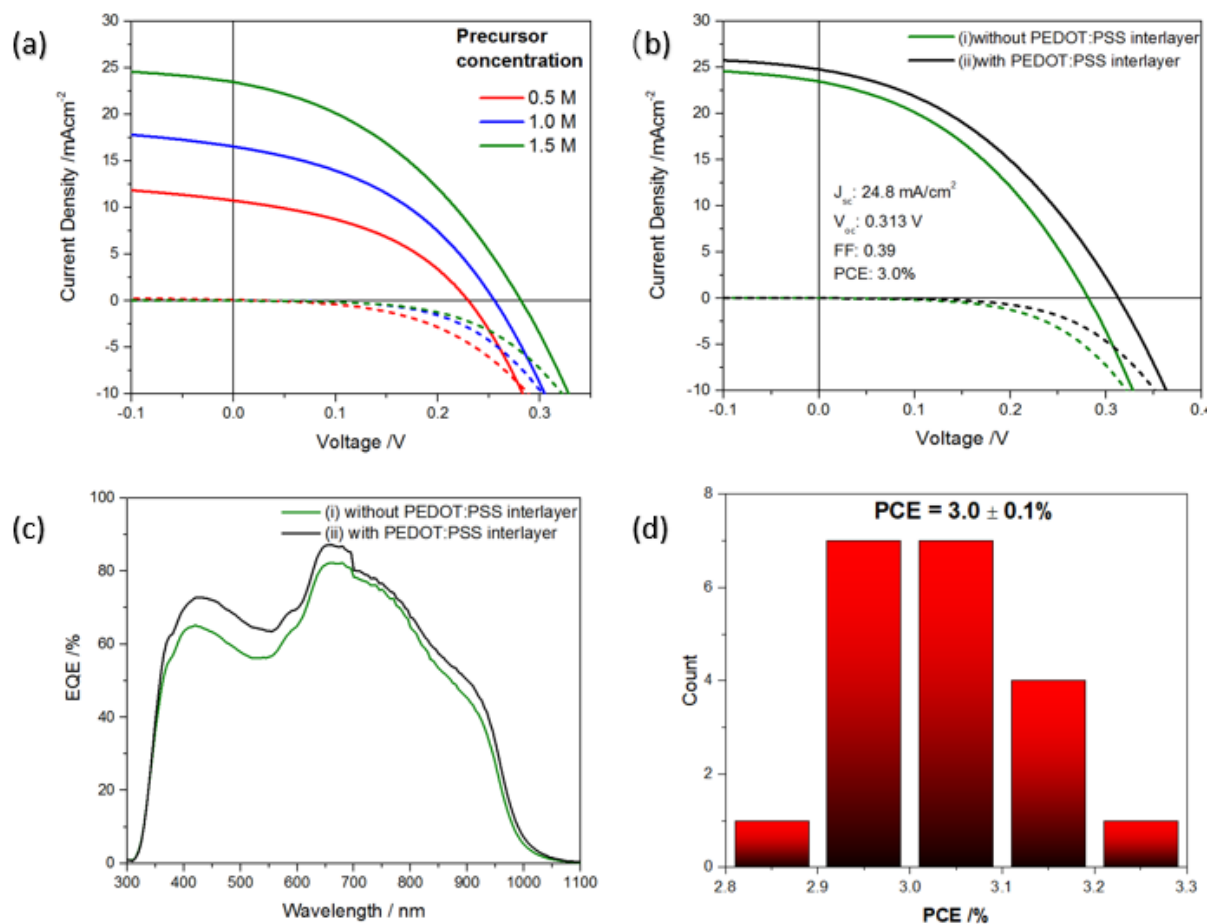 (a)
30
25
20
15
10
5
0
-5
-10
-0.1
0.0
0.1
0.2
0.3
Current Density /mAcm⁻²
Voltage /V
Precursor
concentration
0.5 M
1.0 M
1.5 M
(b)
30
25
20
15
10
5
0
-5
-10
-0.1
0.0
0.1
0.2
0.3
0.4
Current Density /mAcm⁻²
Voltage /V
(i)without PEDOT:PSS interlayer
(ii)with PEDOT:PSS interlayer
Jsc: 24.8 mA/cm²
Voc: 0.313 V
FF: 0.39
PCE: 3.0%
(c)
100
80
60
40
20
0
300
400
500
600
700
800
900
1000
1100
EQE /%
Wavelength / nm
(i) without PEDOT:PSS interlayer
(ii) with PEDOT:PSS interlayer
(d)
8
6
4
2
0
2.8
2.9
3.0
3.1
3.2
3.3
Count
PCE /%
PCE = 3.0 ± 0.1%